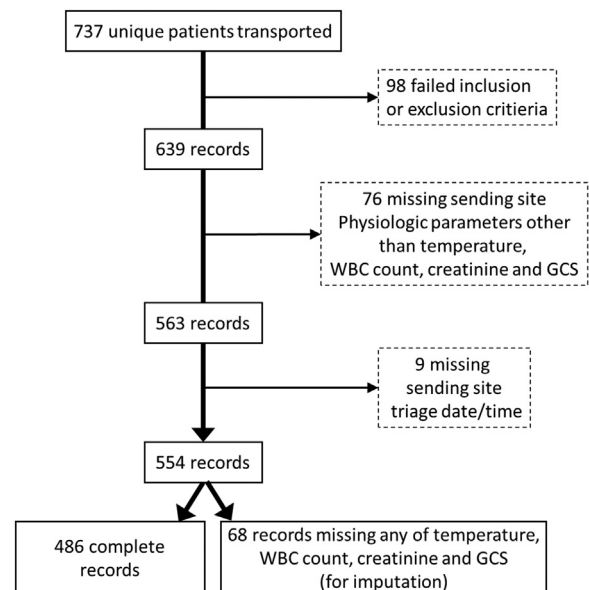 737 unique patients transported
98 failed inclusion
or exclusion critieria
639 records
76 missing sending site
Physiologic parameters other
than temperature,
WBC count, creatinine and GCS
563 records
9 missing
sending site
triage date/time
554 records
486 complete
records
68 records missing any of temperature,
WBC count, creatinine and GCS
(for imputation)